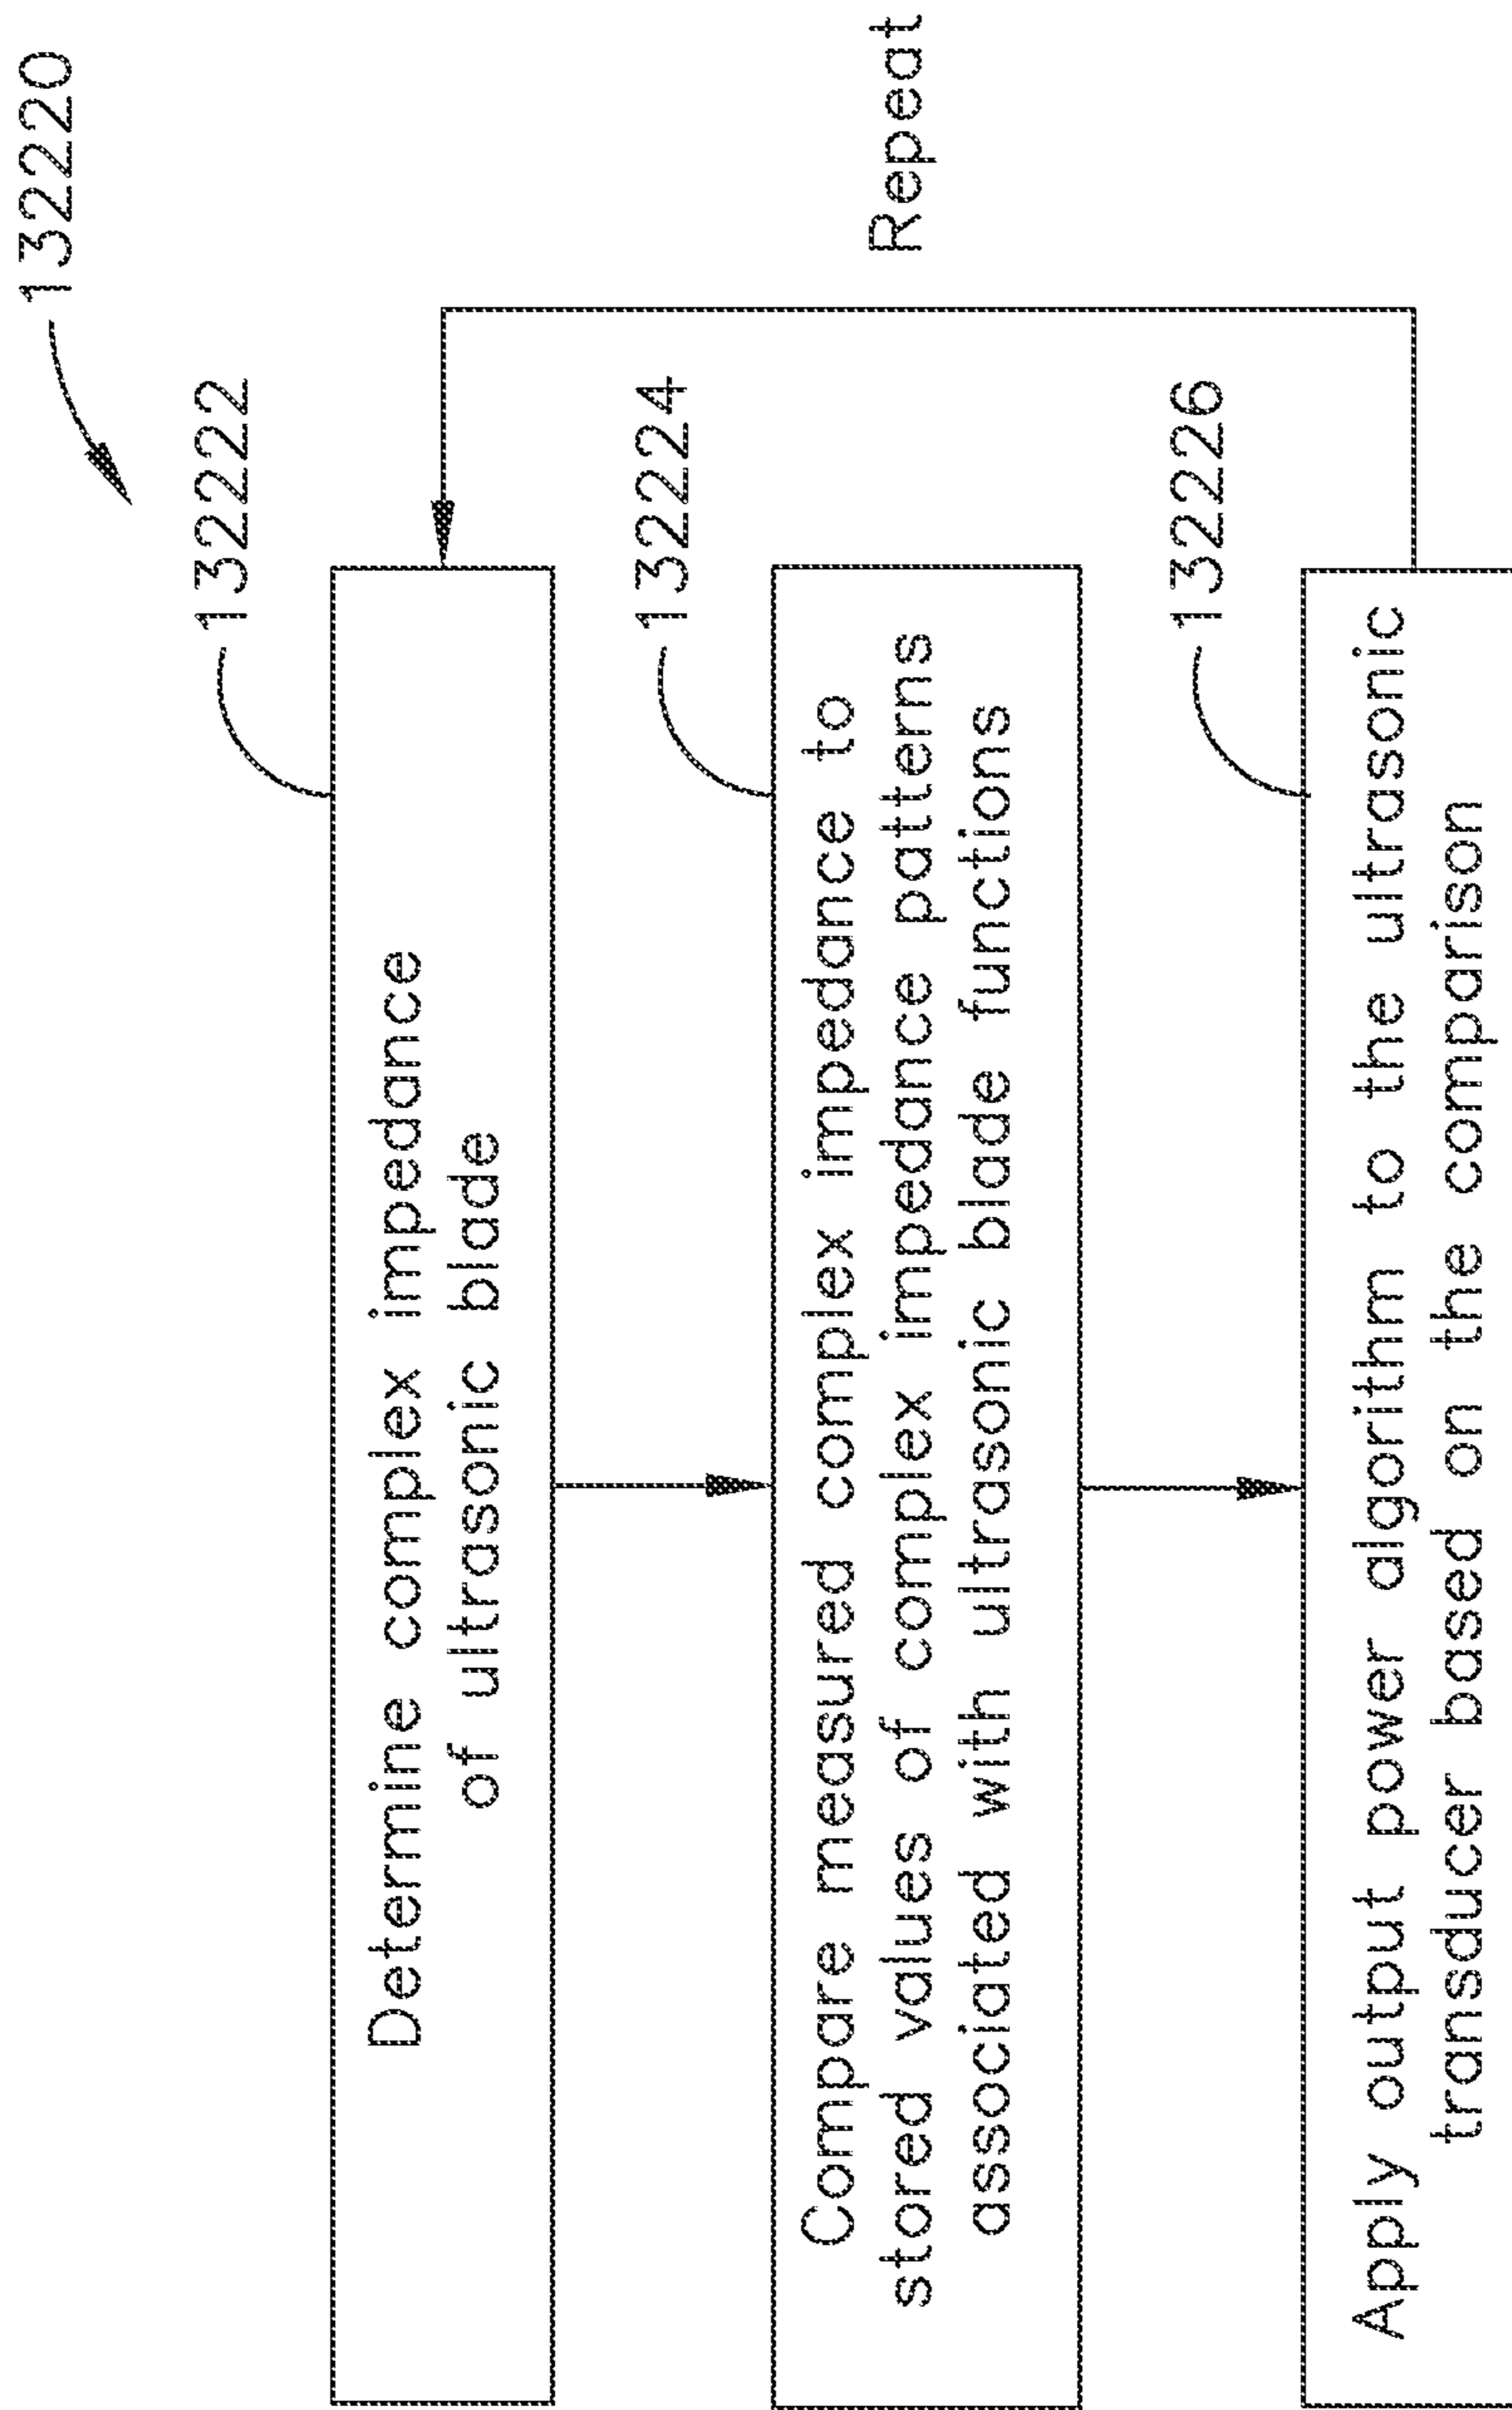 132220
132222
Determine complex impedance
of ultrasonic blade
132224
Compare measured complex impedance to
stored values of complex impedance patterns
associated with ultrasonic blade functions
Repeat
132226
Apply output power algorithm to the ultrasonic
transducer based on the comparison